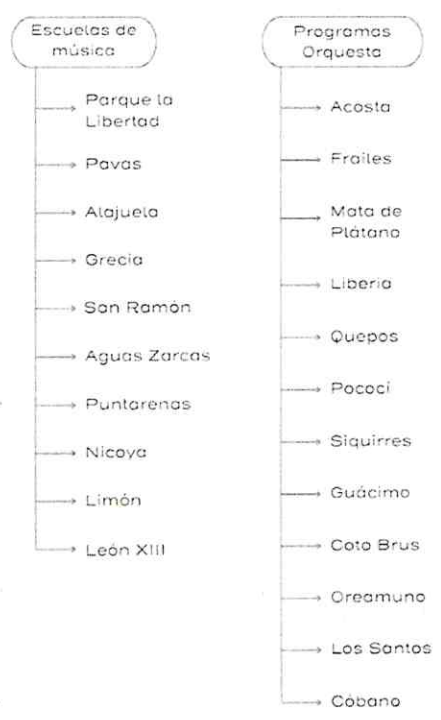 Escuelas de
música
Parque la
Libertad
Pavas
Alajuela
Grecia
San Ramón
Aguas Zarcas
Puntarenas
Nicoya
Limón
León XIII
Programas
Orquesta
Acosta
Frailes
Mata de
Plátano
Liberia
Quepos
Pococí
Siquirres
Guácimo
Coto Brus
Oreamuno
Los Santos
Cóbano